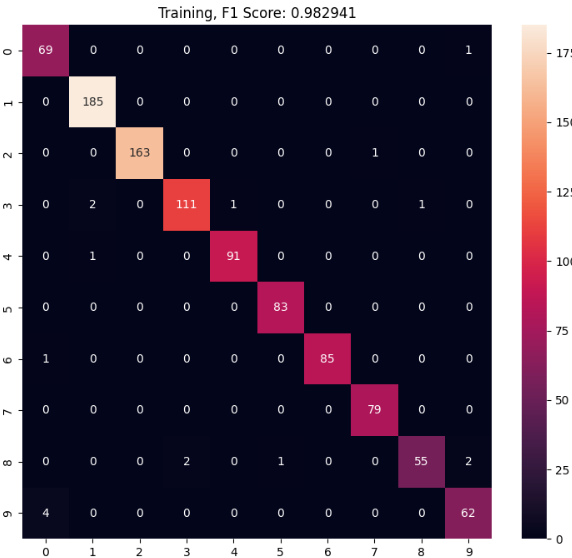 Training, F1 Score: 0.982941
0 69 0 0 0 0 0 0 0 0 1
1 0 185 0 0 0 0 0 0 0 0
2 0 0 163 0 0 0 0 1 0 0
3 0 2 0 111 1 0 0 0 1 0
4 0 1 0 0 91 0 0 0 0 0
5 0 0 0 0 0 83 0 0 0 0
6 1 0 0 0 0 0 85 0 0 0
7 0 0 0 0 0 0 0 79 0 0
8 0 0 0 2 0 1 0 0 55 2
9 4 0 0 0 0 0 0 0 0 62
0 1 2 3 4 5 6 7 8 9
175
150
125
100
75
50
25
0